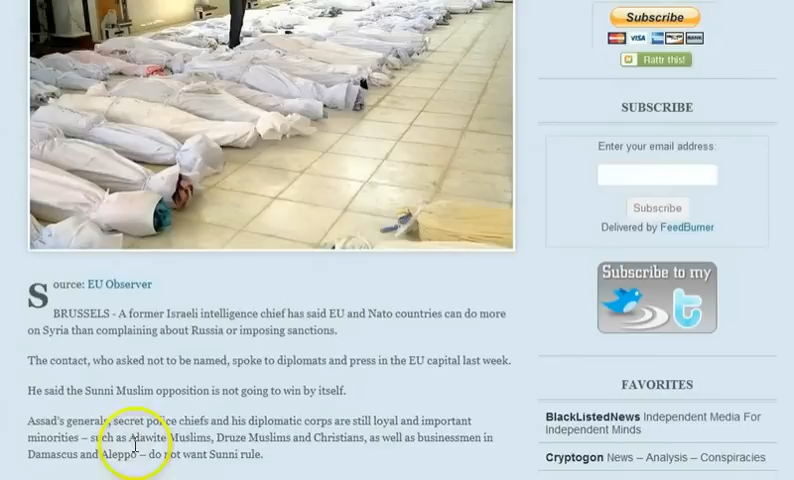 Subscribe
VISA
BANK
flattr this!
SUBSCRIBE
Enter your email address:
Subscribe
Delivered by FeedBurner
Subscribe to my
t
Source: EU Observer
BRUSSELS - A former Israeli intelligence chief has said EU and Nato countries can do more
on Syria than complaining about Russia or imposing sanctions.
The contact, who asked not to be named, spoke to diplomats and press in the EU capital last week.
He said the Sunni Muslim opposition is not going to win by itself.
Assad's generals, secret police chiefs and his diplomatic corps are still loyal and important
minorities – such as Alawite Muslims, Druze Muslims and Christians, as well as businessmen in
Damascus and Aleppo – do not want Sunni rule.
FAVORITES
BlackListedNews Independent Media For
Independent Minds
Cryptogon News – Analysis – Conspiracies